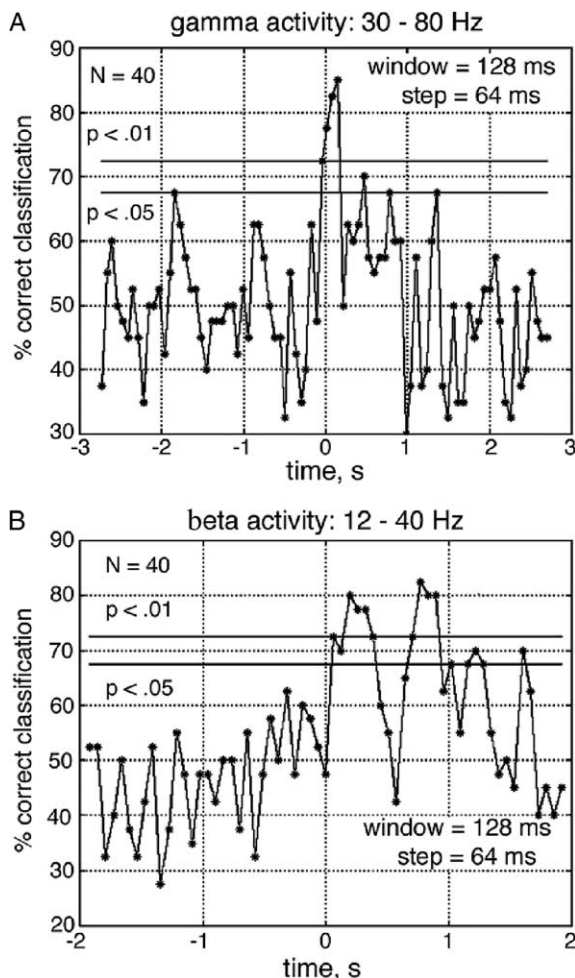 A
gamma activity: 30 - 80 Hz
90
80
70
60
50
40
30
% correct classification
N = 40
window = 128 ms
step = 64 ms
p < .01
p < .05
-3
-2
-1
0
1
2
3
time, s
B
beta activity: 12 - 40 Hz
90
80
70
60
50
40
30
20
% correct classification
N = 40
p < .01
p < .05
window = 128 ms
step = 64 ms
-2
-1
0
1
2
time, s